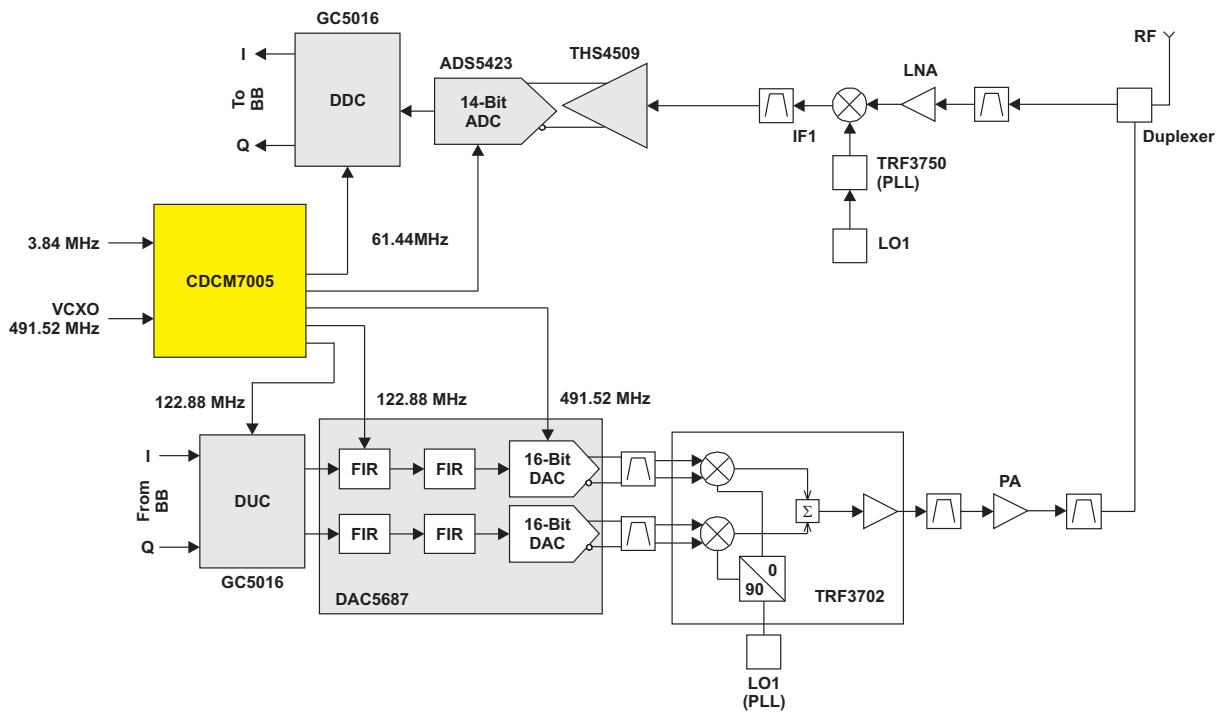 GC5016
I
To
BB
Q
DDC
ADS5423
14-Bit
ADC
THS4509
IF1
LNA
TRF3750
(PLL)
LO1
RF
Duplexer
3.84 MHz
CDCM7005
VCXO
491.52 MHz
61.44MHz
122.88 MHz
122.88 MHz
491.52 MHz
I
From
BB
Q
DUC
GC5016
FIR
FIR
16-Bit
DAC
FIR
FIR
16-Bit
DAC
DAC5687
Σ
0
90
TRF3702
LO1
(PLL)
PA